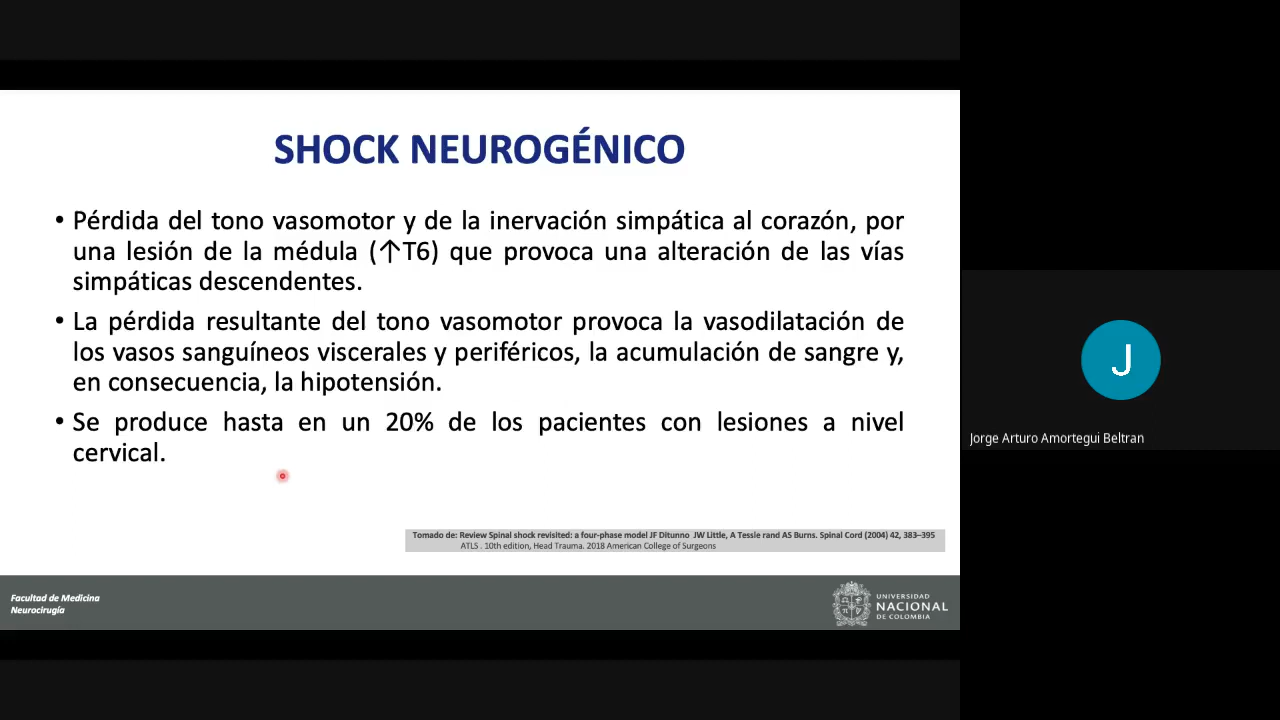 SHOCK NEUROGÉNICO
• Pérdida del tono vasomotor y de la inervación simpática al corazón, por
una lesión de la médula (↑T6) que provoca una alteración de las vías
simpáticas descendentes.
• La pérdida resultante del tono vasomotor provoca la vasodilatación de
los vasos sanguíneos viscerales y periféricos, la acumulación de sangre y,
en consecuencia, la hipotensión.
• Se produce hasta en un 20% de los pacientes con lesiones a nivel
cervical.
Tomado de: Review Spinal shock revisited: a four-phase model JF Ditunno JW Little, A Tessle rand AS Burns. Spinal Cord (2004) 42, 383–395
ATLS . 10th edition, Head Trauma. 2018 American College of Surgeons
Facultad de Medicina
Neurocirugía
UNIVERSIDAD
NACIONAL
DE COLOMBIA
J
Jorge Arturo Amortegui Beltran